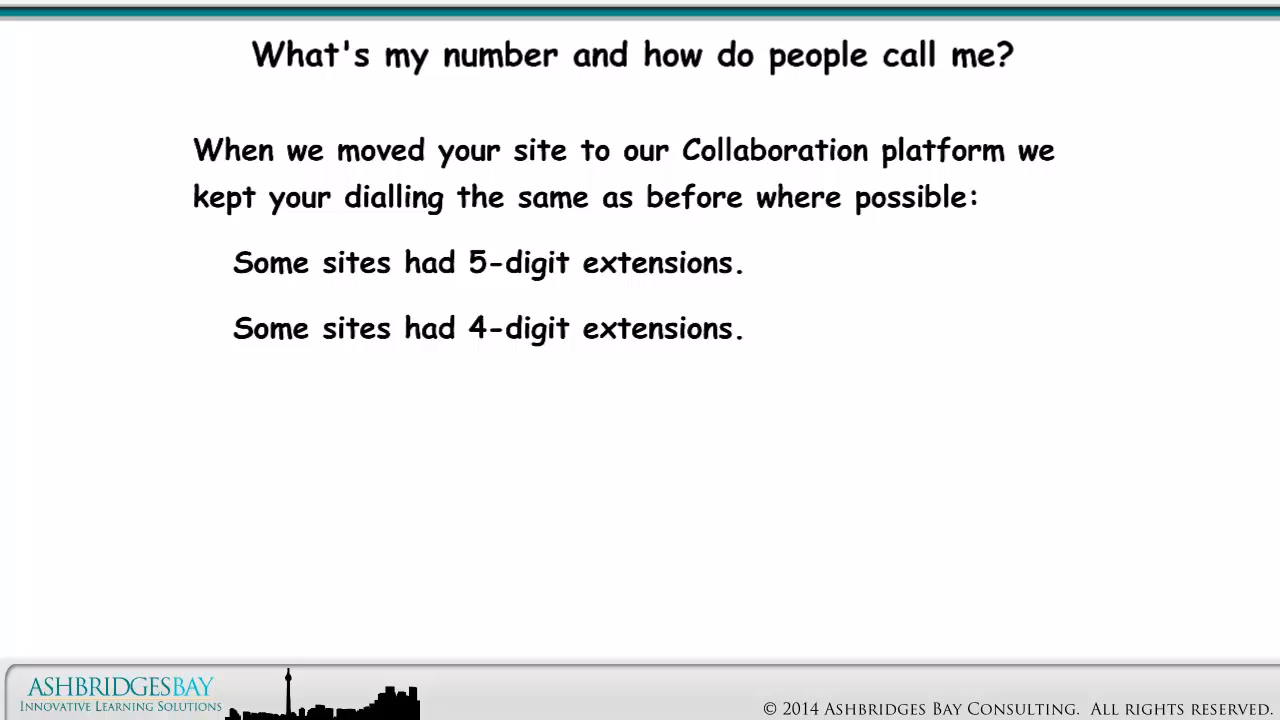 What's my number and how do people call me?
When we moved your site to our Collaboration platform we
kept your dialling the same as before where possible:
Some sites had 5-digit extensions.
Some sites had 4-digit extensions.
ASHBRIDGESBAY
INNOVATIVE LEARNING SOLUTIONS
© 2014 ASHBRIDGES BAY CONSULTING. ALL RIGHTS RESERVED.